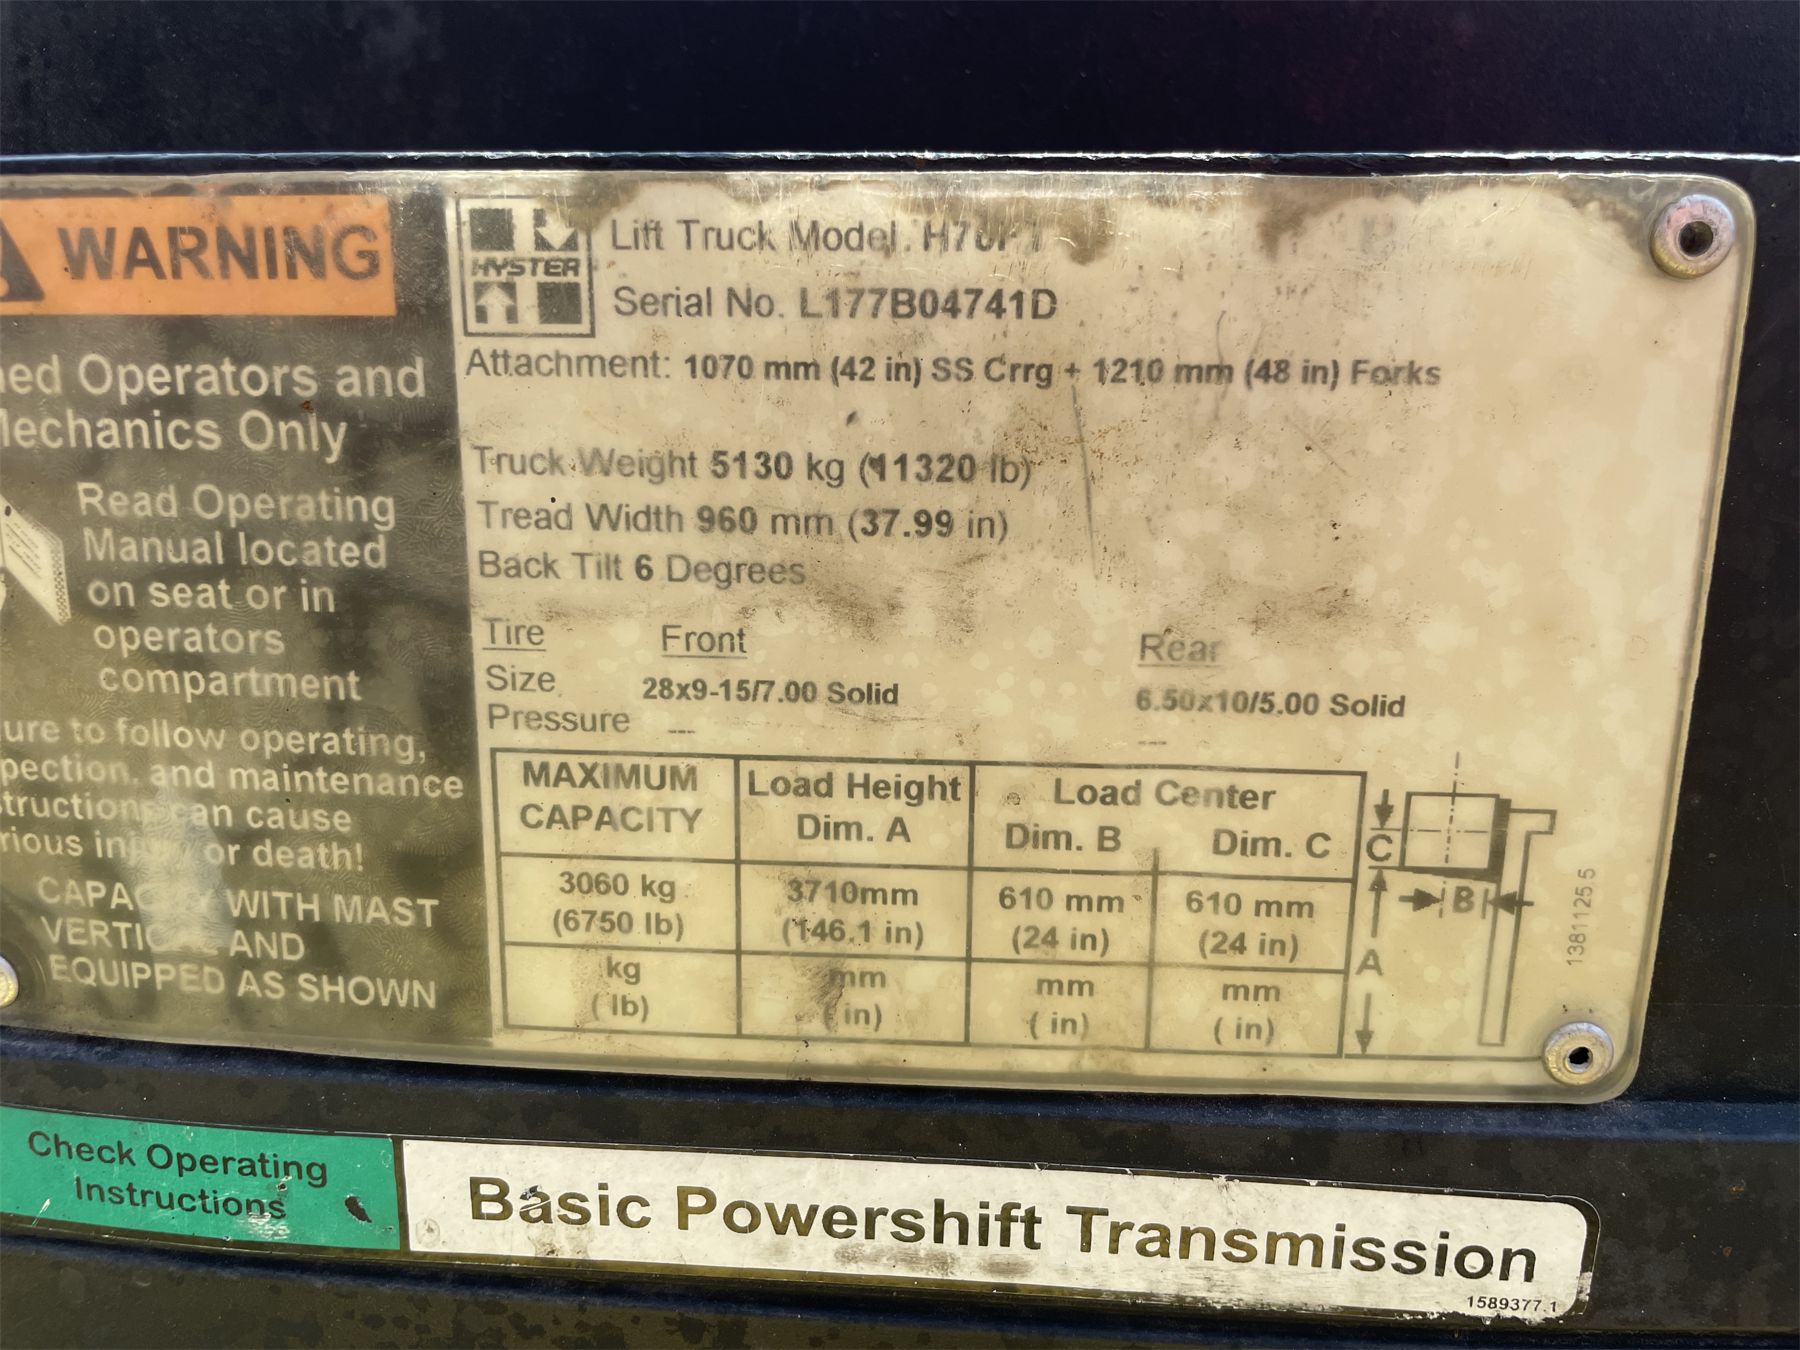 WARNING
ed Operators and
Mechanics Only
Read Operating
Manual located
on seat or in
operators
compartment
ure to follow operating,
pection, and maintenance
structions can cause
rious injury or death!
CAPACITY WITH MAST
VERTICAL AND
EQUIPPED AS SHOWN
HYSTER
Lift Truck Model
Serial No. L177B04741D
Attachment: 1070 mm (42 in) SS Crrg + 1210 mm (48 in) Forks
Truck Weight 5130 kg (11320 lb)
Tread Width 960 mm (37.99 in)
Back Tilt 6 Degrees
Tire Front Rear
Size 28x9-15/7.00 Solid 6.50x10/5.00 Solid
Pressure --- ---
MAXIMUM CAPACITY Load Height Dim. A Load Center
Dim. B Dim. C
3060 kg 3710mm 610 mm 610 mm
(6750 lb) (146.1 in) (24 in) (24 in)
kg mm mm mm
( lb) ( in) ( in) ( in)
C
B
A
13811255
Check Operating
Instructions
Basic Powershift Transmission
1589377.1